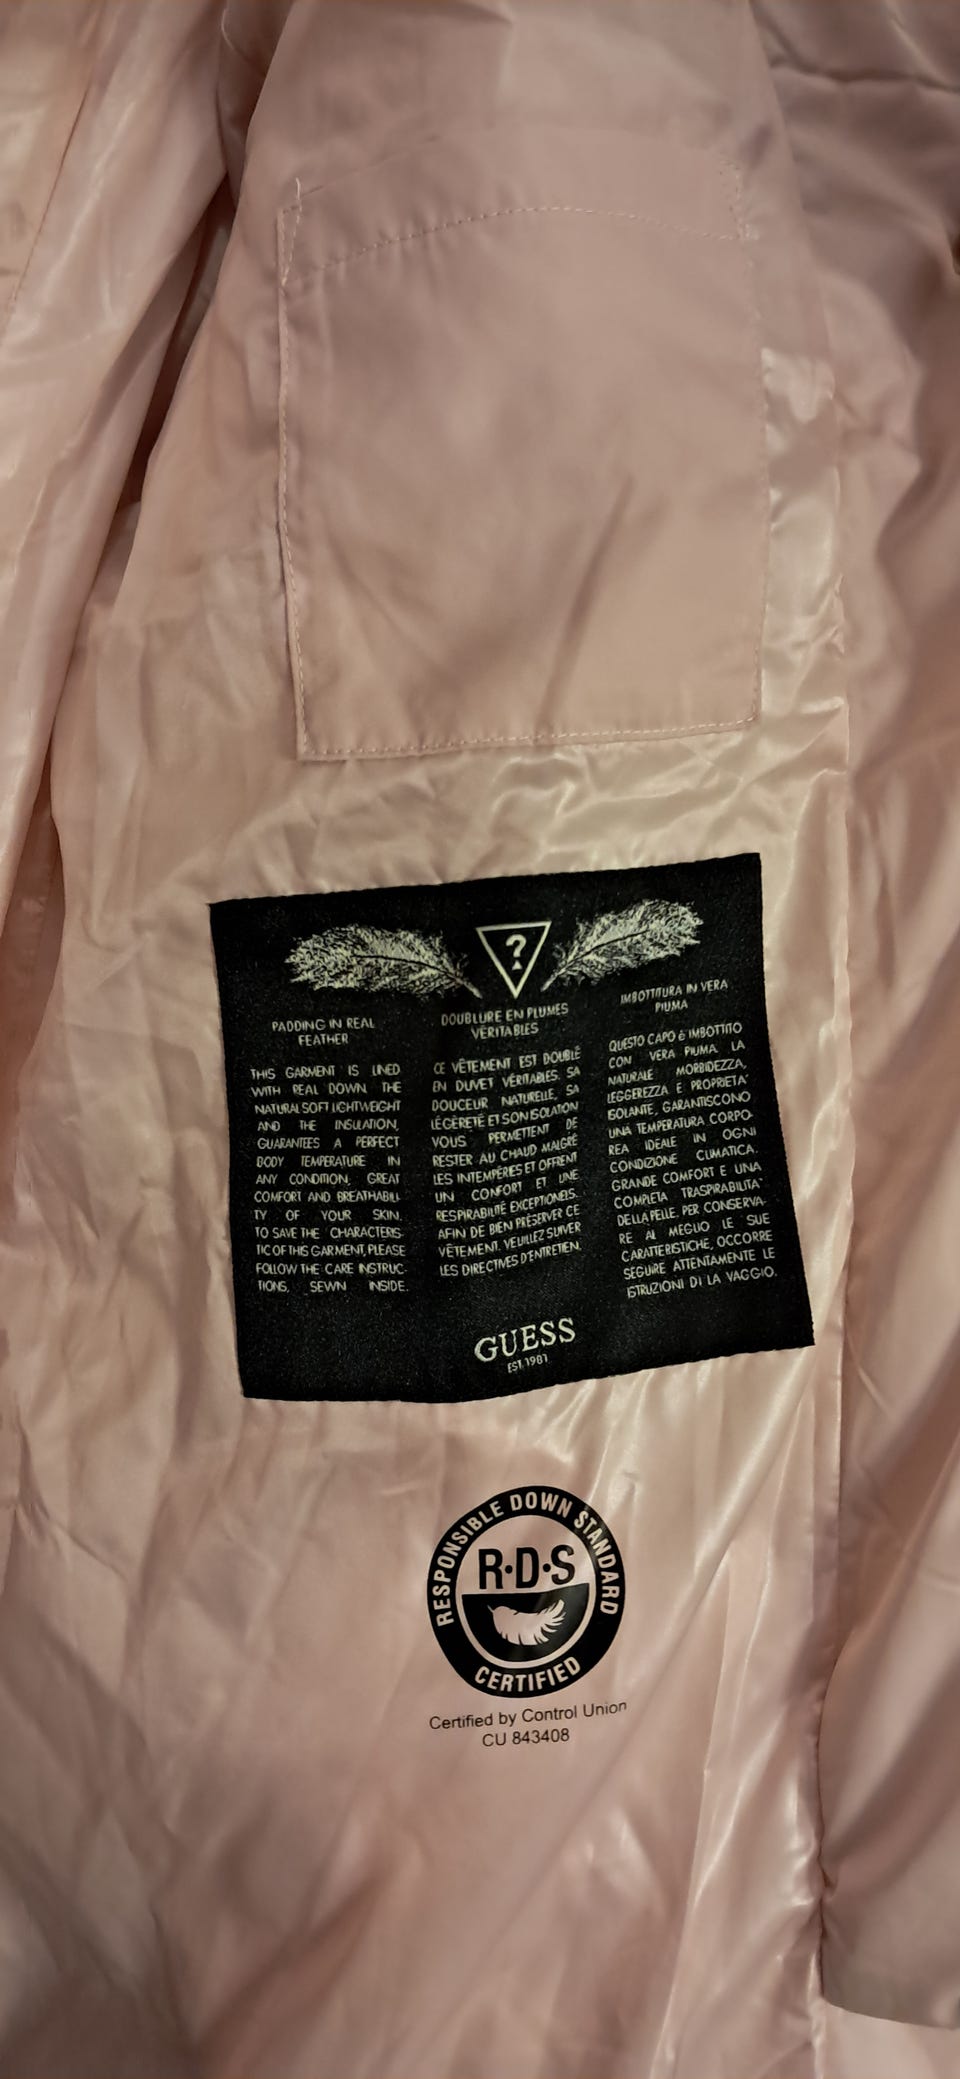 ?
PADDING IN REAL
FEATHER
THIS GARMENT IS LINED
WITH REAL DOWN. THE
NATURAL SOFT LIGHTWEIGHT
AND THE INSULATION,
GUARANTEES A PERFECT
BODY TEMPERATURE IN
ANY CONDITION, GREAT
COMFORT AND BREATHABILI-
TY OF YOUR SKIN.
TO SAVE THE CHARACTERIS-
TIC OF THIS GARMENT, PLEASE
FOLLOW THE CARE INSTRUC-
TIONS, SEWN INSIDE.
DOUBLURE EN PLUMES
VÉRITABLES
CE VÊTEMENT EST DOUBLÉ
EN DUVET VÉRITABLES. SA
DOUCEUR NATURELLE, SA
LÉGÈRETÉ ET SON ISOLATION
VOUS PERMETTENT DE
RESTER AU CHAUD MALGRÉ
LES INTEMPÉRIES ET OFFRENT
UN CONFORT ET UNE
RESPIRABILITÉ EXCEPTIONELS.
AFIN DE BIEN PRÉSERVER CE
VÊTEMENT, VEUILLEZ SUIVER
LES DIRECTIVES D'ENTRETIEN.
IMBOTTITURA IN VERA
PIUMA
QUESTO CAPO è IMBOTTITO
CON VERA PIUMA. LA
NATURALE MORBIDEZZA,
LEGGEREZZA E PROPRIETA'
ISOLANTE, GARANTISCONO
UNA TEMPERATURA CORPO-
REA IDEALE IN OGNI
CONDIZIONE CLIMATICA.
GRANDE COMFORT E UNA
COMPLETA TRASPIRABILITA'
DELLA PELLE. PER CONSERVA-
RE AL MEGLIO LE SUE
CARATTERISTICHE, OCCORRE
SEGUIRE ATTENTAMENTE LE
ISTRUZIONI DI LA VAGGIO.
GUESS
EST. 1981
RESPONSIBLE DOWN STANDARD
R·D·S
CERTIFIED
Certified by Control Union
CU 843408